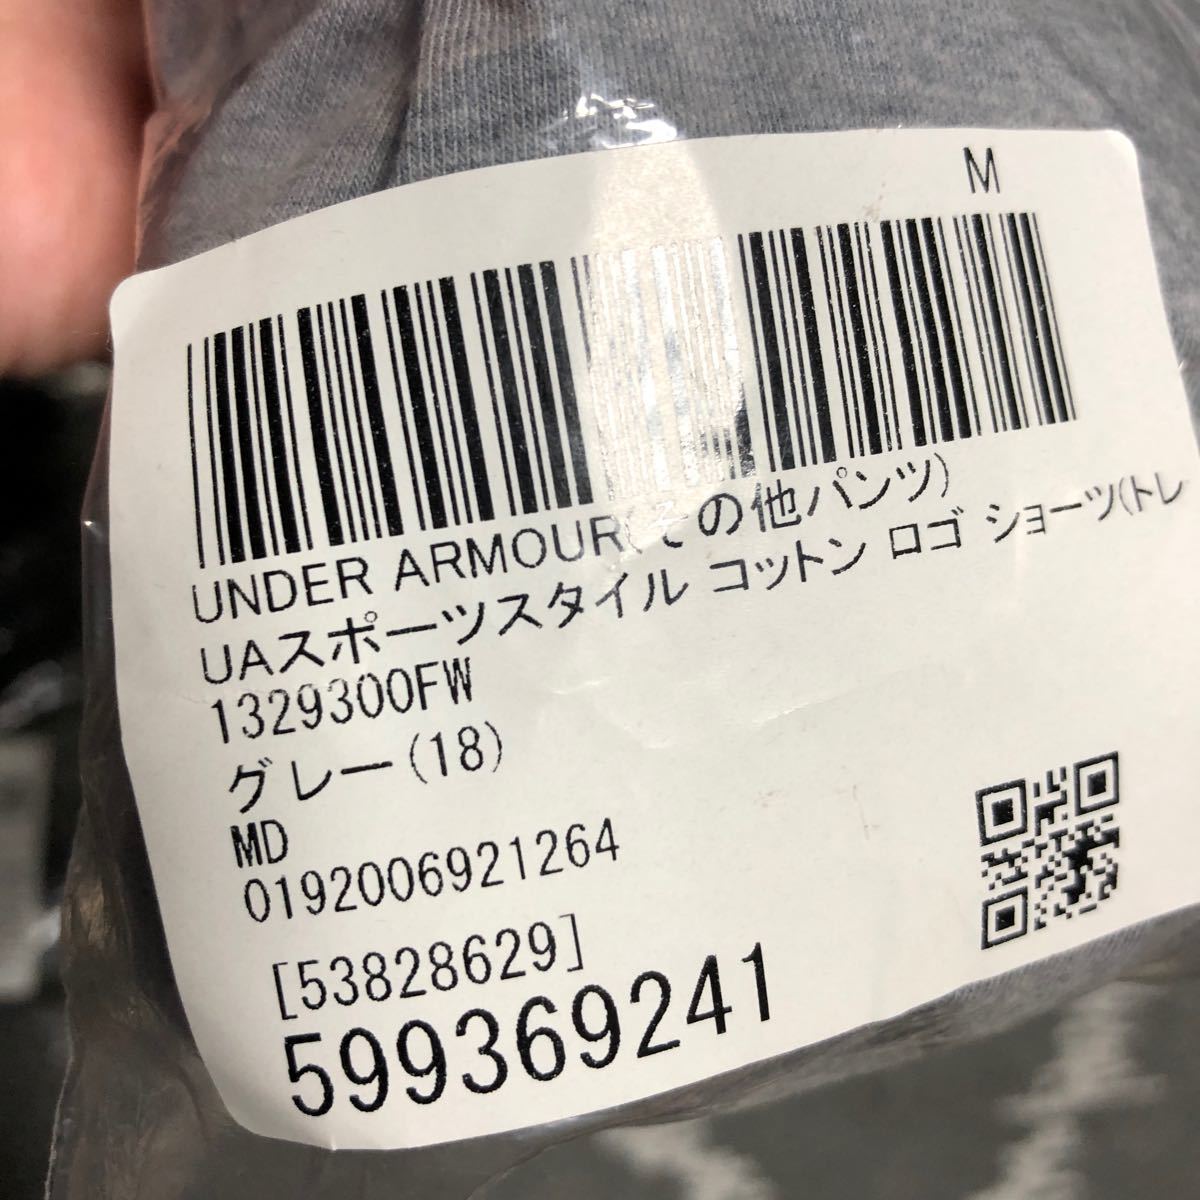 M
UNDER ARMOUR(その他パンツ)
UAスポーツスタイル コットン ロゴ ショーツ(トレ
1329300FW
グレー(18)
MD
0192006921264
[53828629]
599369241